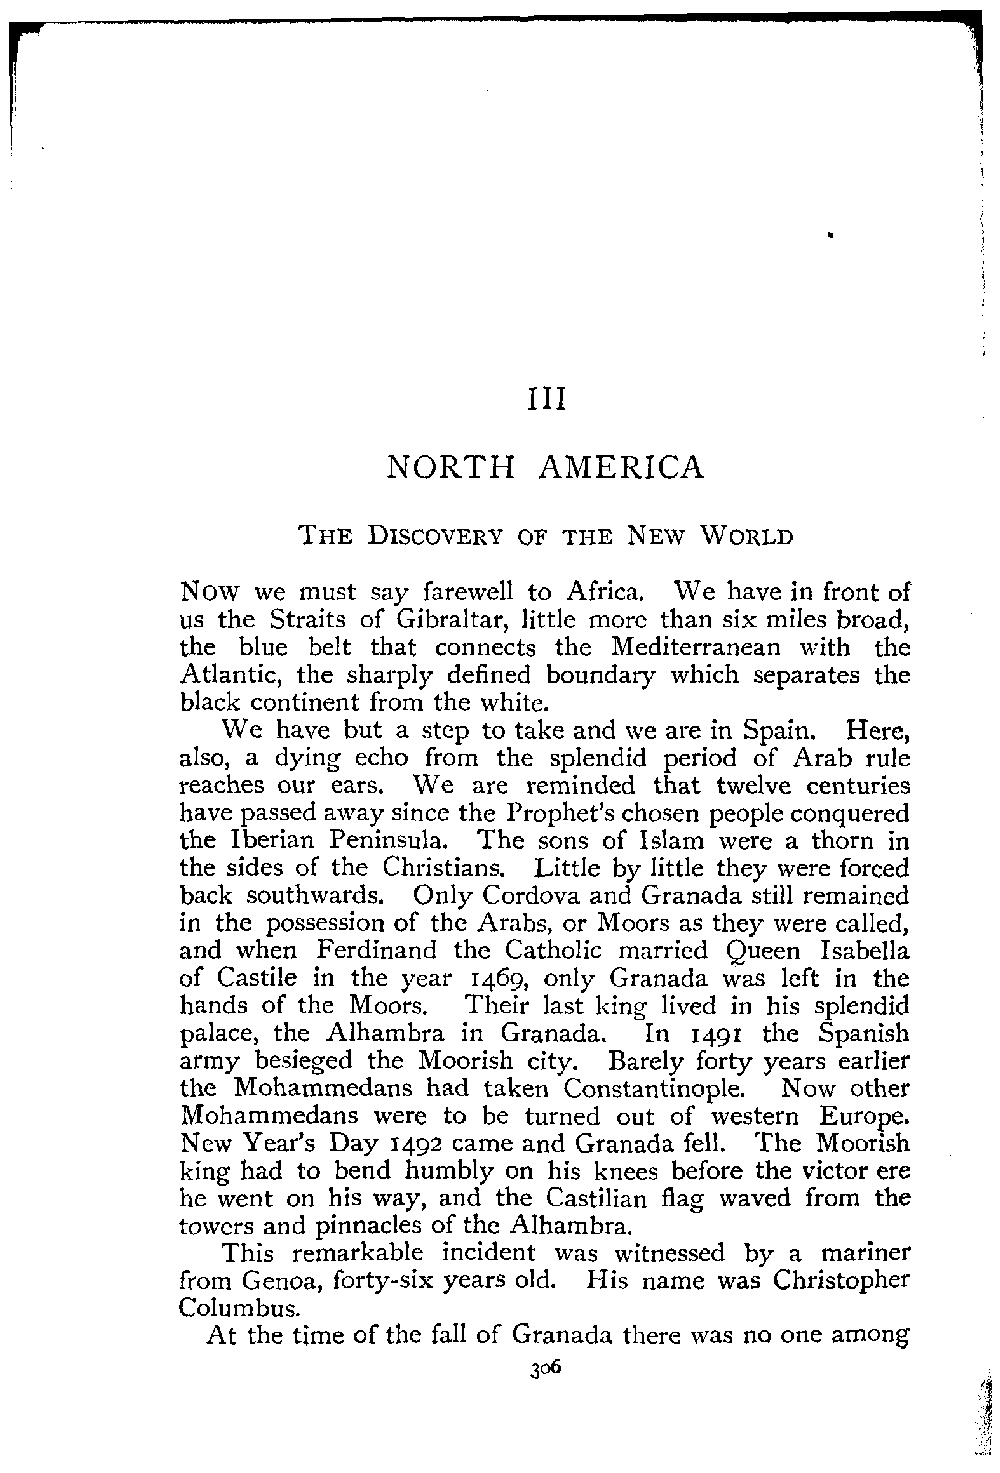 III
NORTH AMERICA
THE DISCOVERY OF THE NEW WORLD
NOW we must say farewell to Africa. We have in front of
us the Straits of Gibraltar, little more than six miles broad,
the blue belt that connects the Mediterranean with the
Atlantic, the sharply defined boundary which separates the
black continent from the white.
We have but a step to take and we are in Spain. Here,
also, a dying echo from the splendid period of Arab rule
reaches our ears. We are reminded that twelve centuries
have passed away since the Prophet's chosen people conquered
the Iberian Peninsula. The sons of Islam were a thorn in
the sides of the Christians. Little by little they were forced
back southwards. Only Cordova and Granada still remained
in the possession of the Arabs, or Moors as they were called,
and when Ferdinand the Catholic married Queen Isabella
of Castile in the year 1469, only Granada was left in the
hands of the Moors. Their last king lived in his splendid
palace, the Alhambra in Granada. In 1491 the Spanish
army besieged the Moorish city. Barely forty years earlier
the Mohammedans had taken Constantinople. Now other
Mohammedans were to be turned out of western Europe.
New Year's Day 1492 came and Granada fell. The Moorish
king had to bend humbly on his knees before the victor ere
he went on his way, and the Castilian flag waved from the
towers and pinnacles of the Alhambra.
This remarkable incident was witnessed by a mariner
from Genoa, forty-six years old. His name was Christopher
Columbus.
At the time of the fall of Granada there was no one among
306